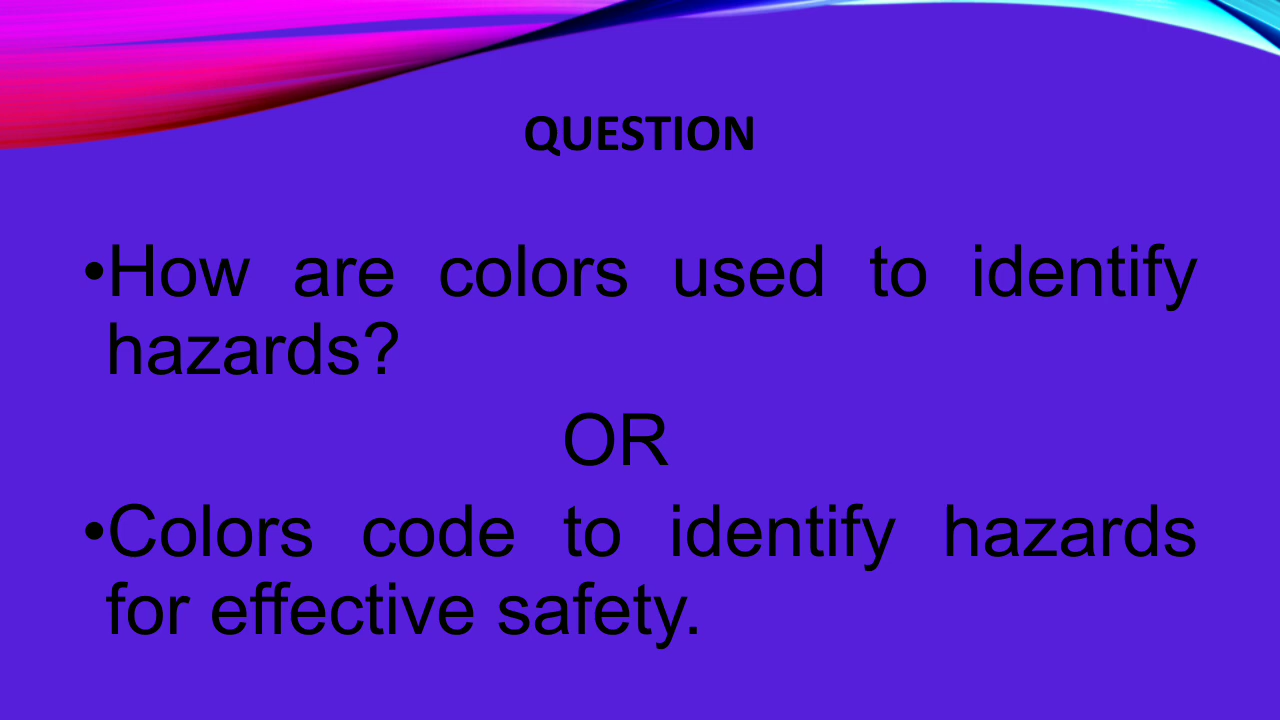 QUESTION
•How are colors used to identify
hazards?
OR
•Colors code to identify hazards
for effective safety.